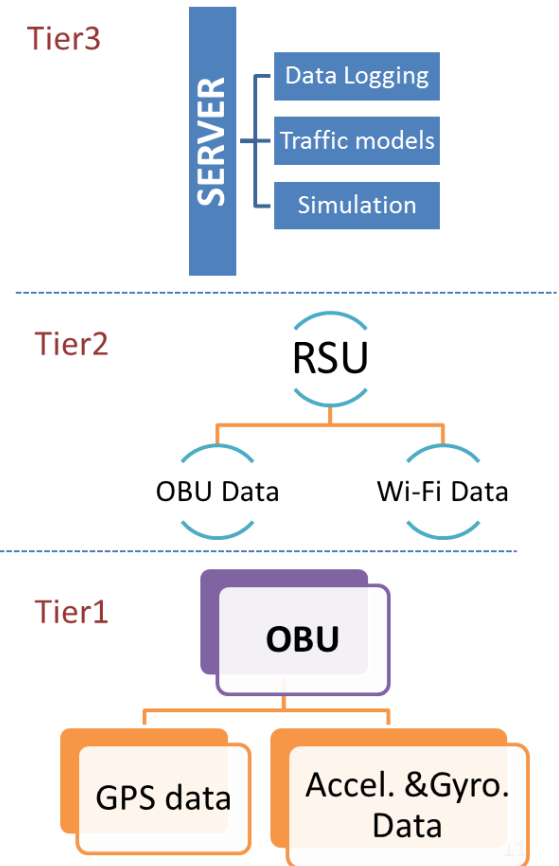 Tier3
SERVER
Data Logging
Traffic models
Simulation
Tier2
RSU
OBU Data
Wi-Fi Data
Tier1
OBU
GPS data
Accel. &Gyro.
Data